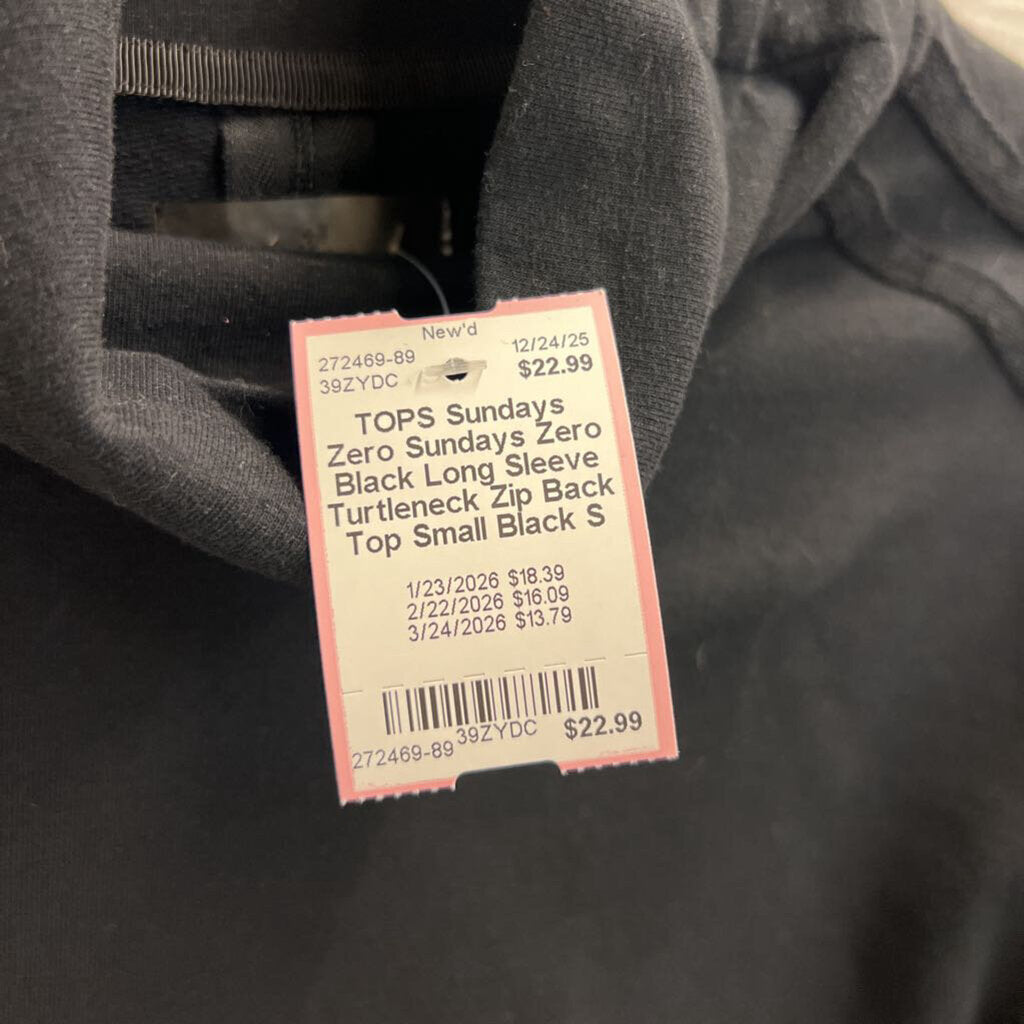 New'd
272469-89 12/24/25
39ZYDC $22.99
TOPS Sundays
Zero Sundays Zero
Black Long Sleeve
Turtleneck Zip Back
Top Small Black S
1/23/2026 $18.39
2/22/2026 $16.09
3/24/2026 $13.79
272469-89 39ZYDC $22.99